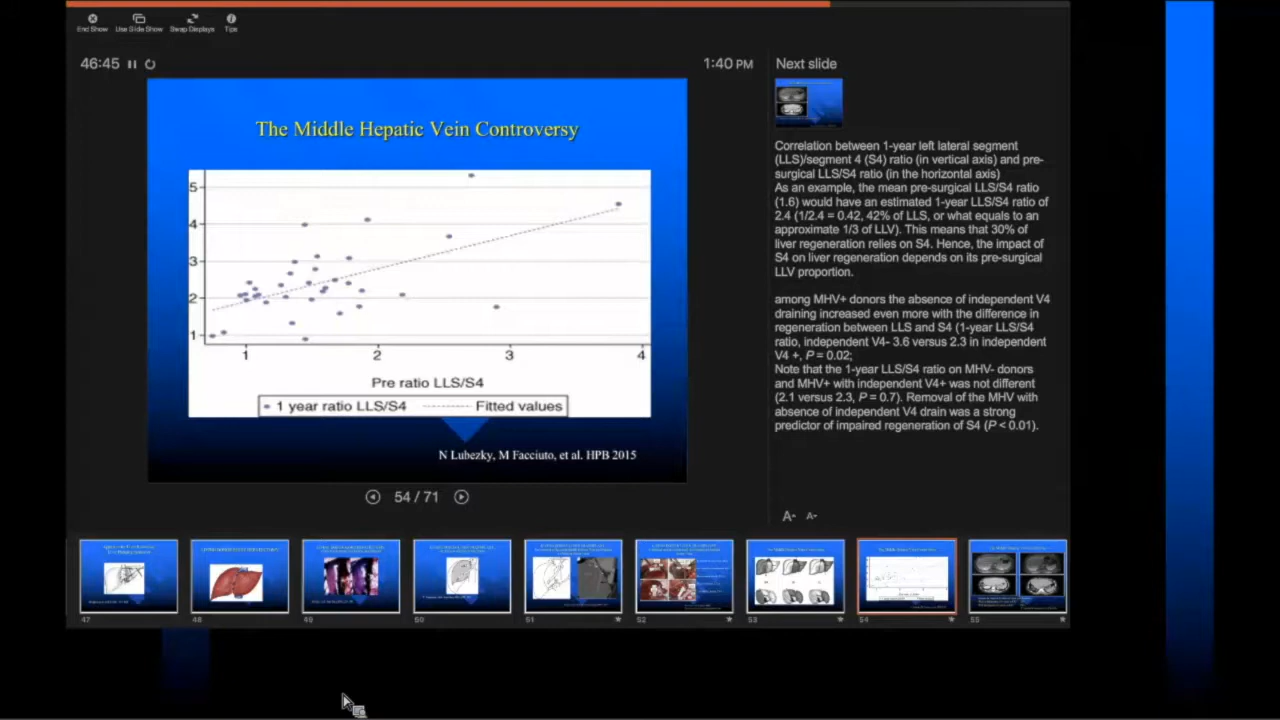 End Show
Use Slide Show
Swap Displays
Tips
46:45
1:40 PM
Next slide
The Middle Hepatic Vein Controversy
5
4
3
2
1
1
2
3
4
Pre ratio LLS/S4
1 year ratio LLS/S4
Fitted values
N Lubezky, M Facciuto, et al. HPB 2015
54 / 71
Correlation between 1-year left lateral segment
(LLS)/segment 4 (S4) ratio (in vertical axis) and pre-
surgical LLS/S4 ratio (in the horizontal axis)
As an example, the mean pre-surgical LLS/S4 ratio
(1.6) would have an estimated 1-year LLS/S4 ratio of
2.4 (1/2.4 = 0.42, 42% of LLS, or what equals to an
approximate 1/3 of LLV). This means that 30% of
liver regeneration relies on S4. Hence, the impact of
S4 on liver regeneration depends on its pre-surgical
LLV proportion.
among MHV+ donors the absence of independent V4
draining increased even more with the difference in
regeneration between LLS and S4 (1-year LLS/S4
ratio, independent V4- 3.6 versus 2.3 in independent
V4 +, P = 0.02;
Note that the 1-year LLS/S4 ratio on MHV- donors
and MHV+ with independent V4+ was not different
(2.1 versus 2.3, P = 0.7). Removal of the MHV with
absence of independent V4 drain was a strong
predictor of impaired regeneration of S4 (P < 0.01).
47
48
49
50
51
52
53
54
55